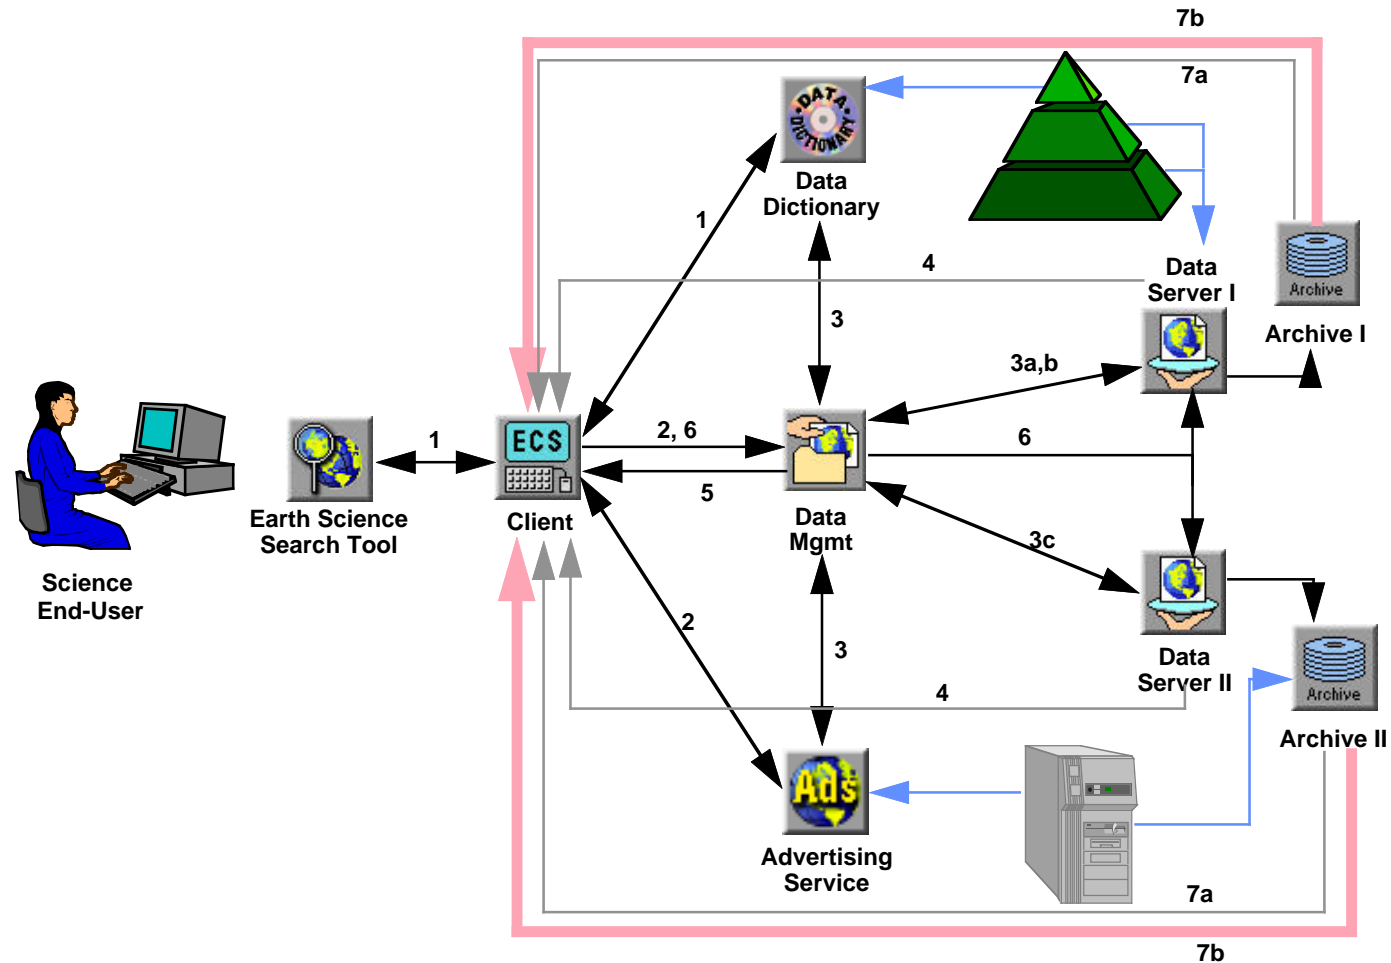 7b
7a
DATA
DICTIONARY
Data
Dictionary
1
4
Data
Server I
Archive
Archive I
3
3a,b
ECS
1
2, 6
6
5
Client
Earth Science
Search Tool
Data
Mgmt
3c
Science
End-User
2
3
Data
Server II
4
Archive
Archive II
Ads
Advertising
Service
7a
7b